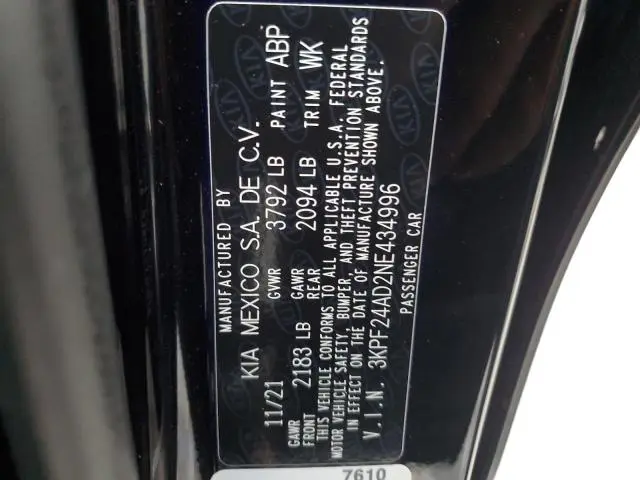 MANUFACTURED BY
KIA MEXICO S.A. DE C.V.
11/21 GVWR 3792 LB PAINT ABP
GAWR FRONT 2183 LB GAWR REAR 2094 LB TRIM WK
THIS VEHICLE CONFORMS TO ALL APPLICABLE U.S.A. FEDERAL
MOTOR VEHICLE SAFETY, BUMPER, AND THEFT PREVENTION STANDARDS
IN EFFECT ON THE DATE OF MANUFACTURE SHOWN ABOVE.
V.I.N. 3KPF24AD2NE434996
PASSENGER CAR
7610